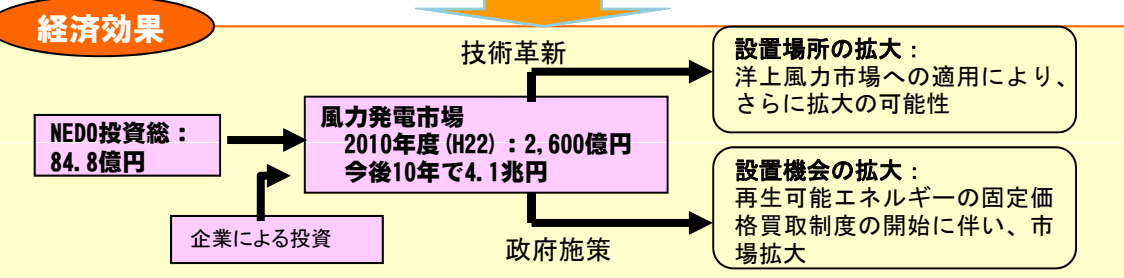 経済効果
技術革新
設置場所の拡大：
洋上風力市場への適用により、
さらに拡大の可能性
風力発電市場
2010年度(H22)：2,600億円
今後10年で4.1兆円
NEDO投資総：
84.8億円
企業による投資
政府施策
設置機会の拡大：
再生可能エネルギーの固定価
格買取制度の開始に伴い、市
場拡大